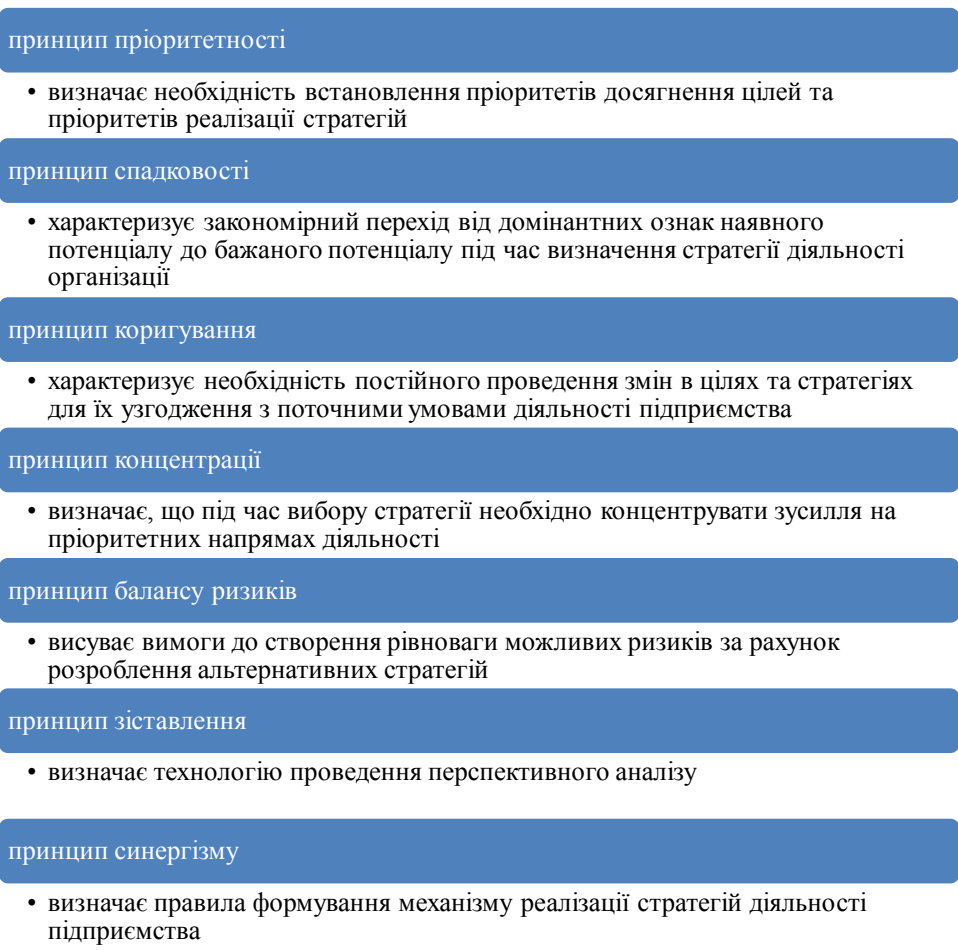 принцип пріоритетності
• визначає необхідність встановлення пріоритетів досягнення цілей та
пріоритетів реалізації стратегій
принцип спадковості
• характеризує закономірний перехід від домінантних ознак наявного
потенціалу до бажаного потенціалу під час визначення стратегії діяльності
організації
принцип коригування
• характеризує необхідність постійного проведення змін в цілях та стратегіях
для їх узгодження з поточними умовами діяльності підприємства
принцип концентрації
• визначає, що під час вибору стратегії необхідно концентрувати зусилля на
пріоритетних напрямах діяльності
принцип балансу ризиків
• висуває вимоги до створення рівноваги можливих ризиків за рахунок
розроблення альтернативних стратегій
принцип зіставлення
• визначає технологію проведення перспективного аналізу
принцип синергізму
• визначає правила формування механізму реалізації стратегій діяльності
підприємства